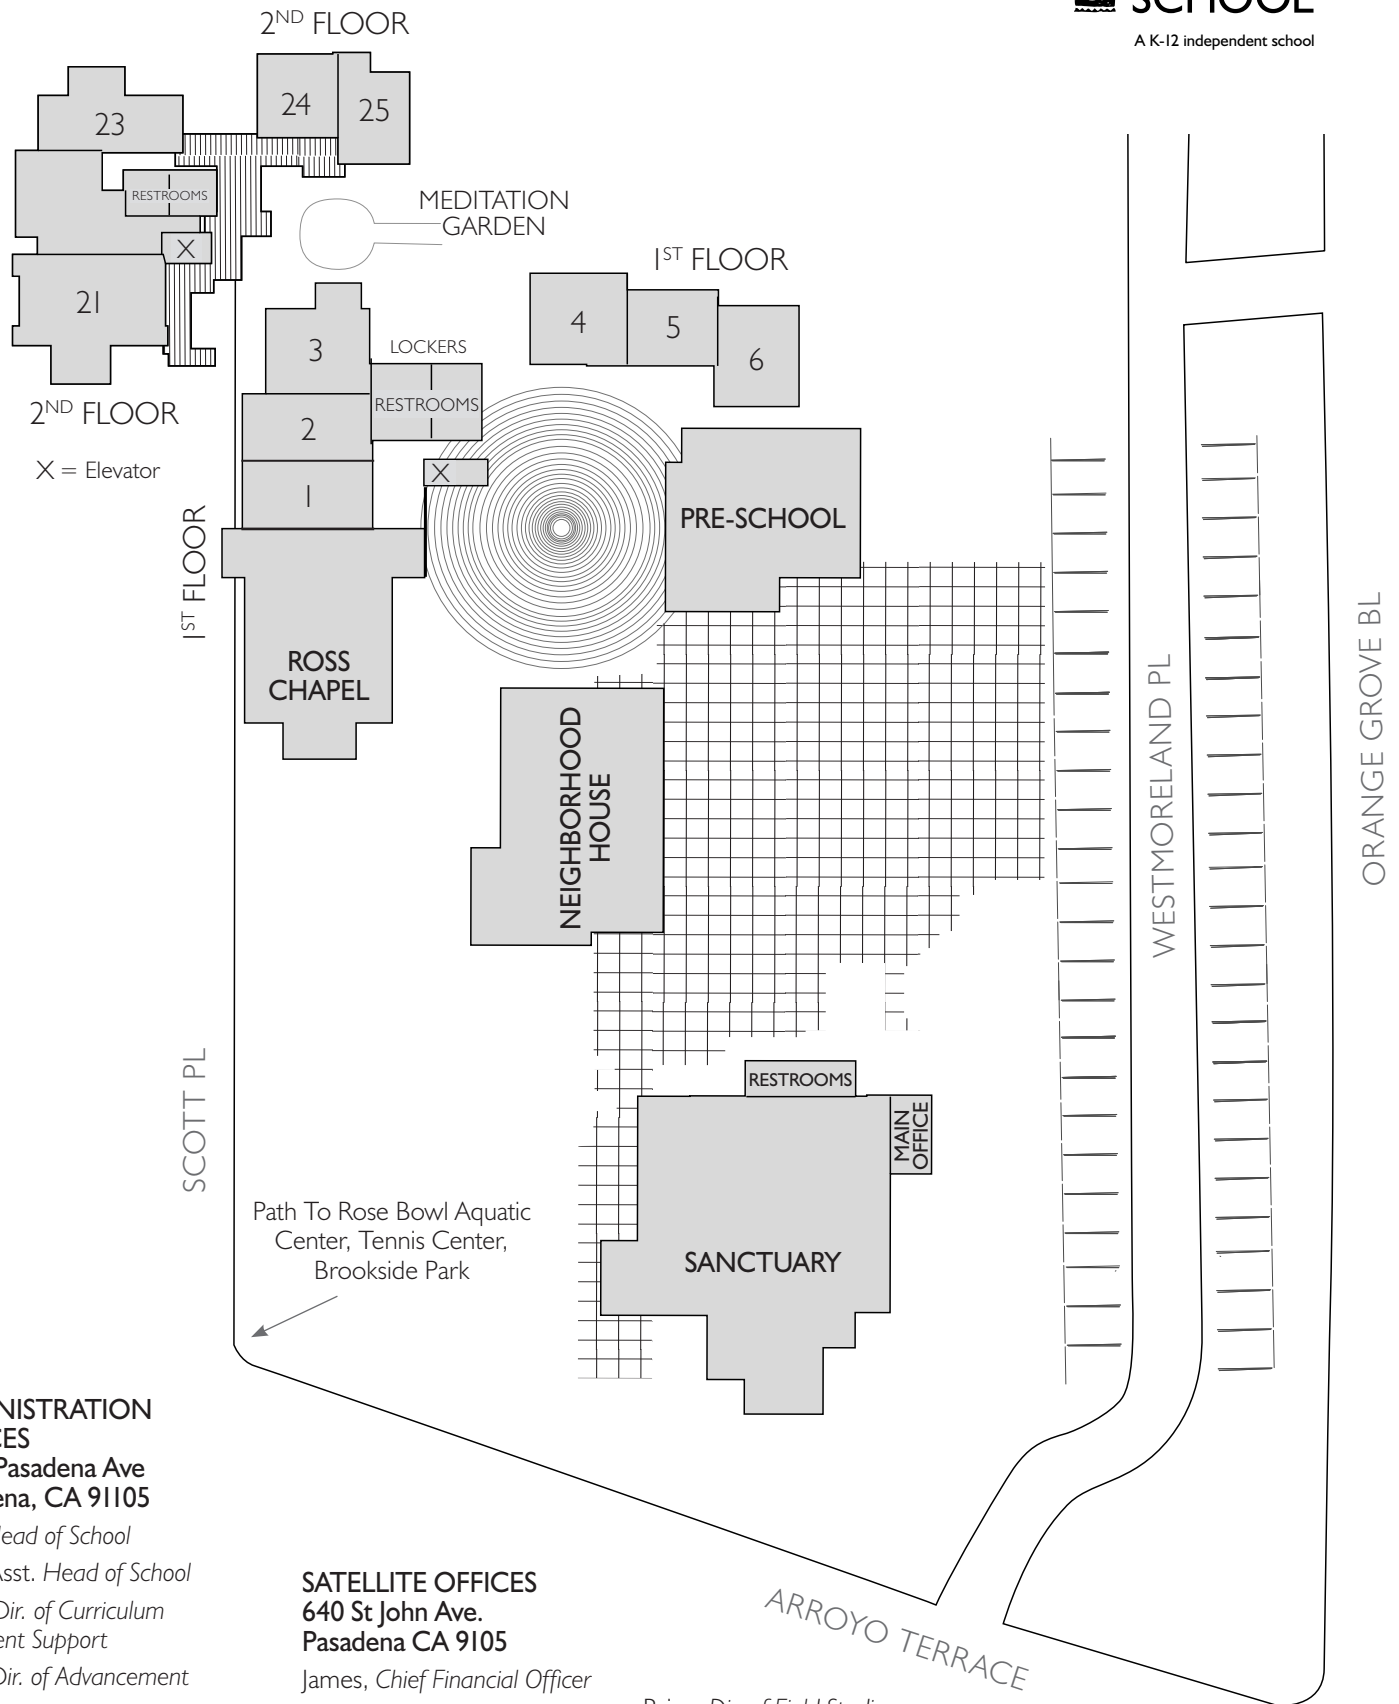 SCHOOL
A K-12 independent school
2ND FLOOR
24
25
23
RESTROOMS
X
21
2ND FLOOR
X = Elevator
MEDITATION
GARDEN
1ST FLOOR
4
5
6
3
LOCKERS
RESTROOMS
2
X
1
1ST FLOOR
PRE-SCHOOL
ROSS
CHAPEL
NEIGHBORHOOD
HOUSE
WESTMORELAND PL
ORANGE GROVE BL
SCOTT PL
RESTROOMS
MAIN
OFFICE
SANCTUARY
Path To Rose Bowl Aquatic
Center, Tennis Center,
Brookside Park
NISTRATION
CES
Pasadena Ave
ena, CA 91105
Head of School
Asst. Head of School
Dir. of Curriculum
ent Support
Dir. of Advancement
SATELLITE OFFICES
640 St John Ave.
Pasadena CA 9105
James, Chief Financial Officer
ARROYO TERRACE